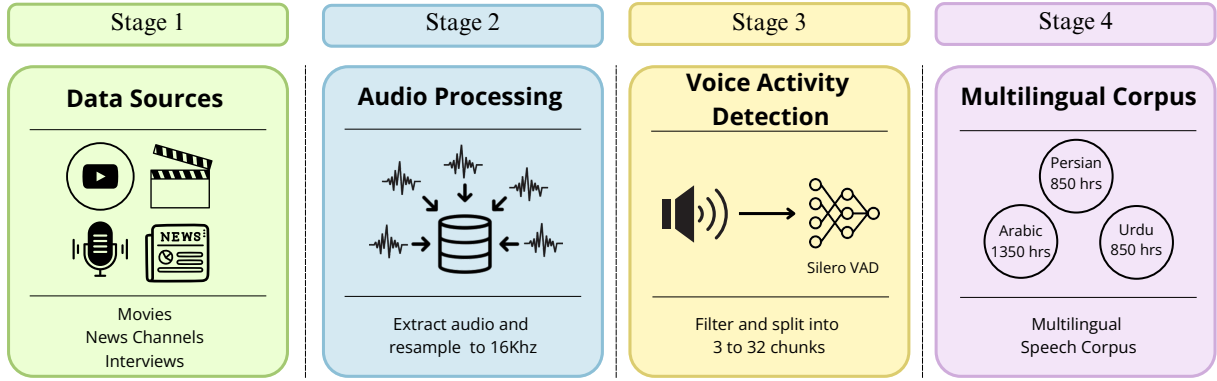 Stage 1
Stage 2
Stage 3
Stage 4
Data Sources
NEWS
Movies
News Channels
Interviews
Audio Processing
Extract audio and
resample to 16Khz
Voice Activity
Detection
Silero VAD
Filter and split into
3 to 32 chunks
Multilingual Corpus
Persian
850 hrs
Arabic
1350 hrs
Urdu
850 hrs
Multilingual
Speech Corpus